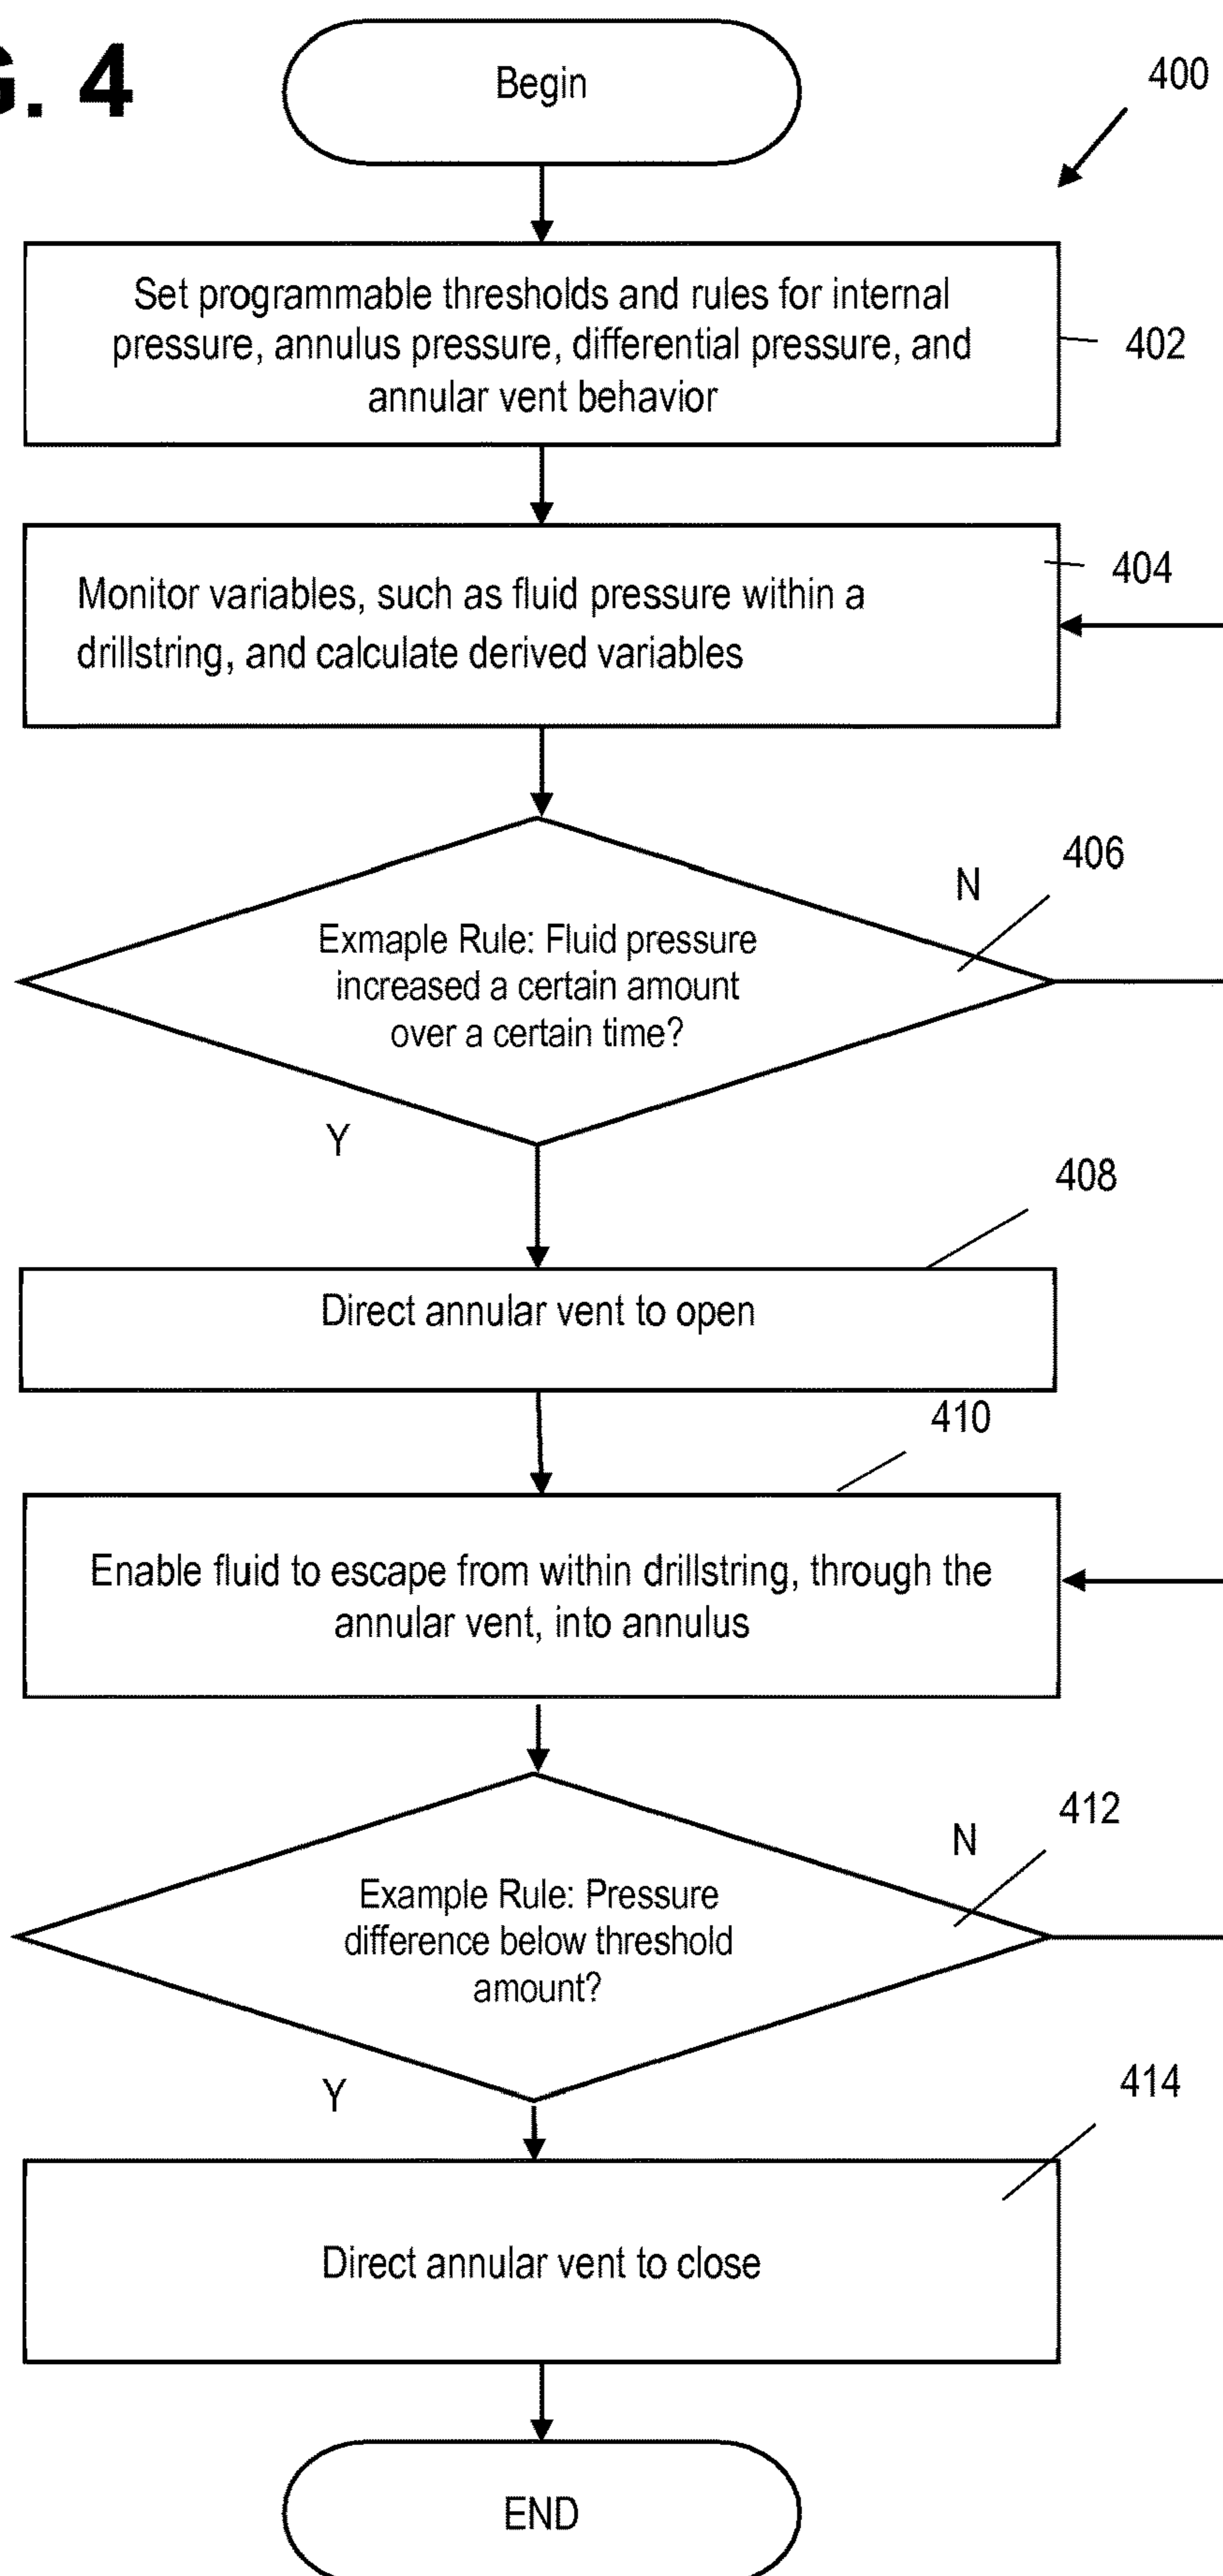 G. 4
Begin
400
Set programmable thresholds and rules for internal
pressure, annulus pressure, differential pressure, and
annular vent behavior
402
Monitor variables, such as fluid pressure within a
drillstring, and calculate derived variables
404
Exmaple Rule: Fluid pressure
increased a certain amount
over a certain time?
N
406
Y
408
Direct annular vent to open
410
Enable fluid to escape from within drillstring, through the
annular vent, into annulus
Example Rule: Pressure
difference below threshold
amount?
N
412
Y
414
Direct annular vent to close
END